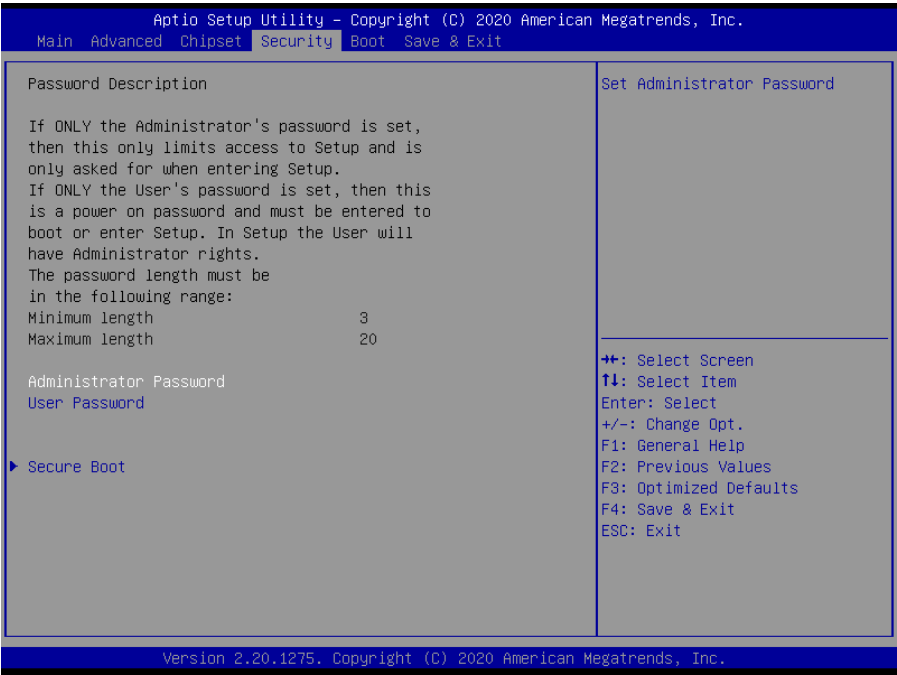 Aptio Setup Utility – Copyright (C) 2020 American Megatrends, Inc.
Main Advanced Chipset Security Boot Save & Exit
Password Description
If ONLY the Administrator's password is set,
then this only limits access to Setup and is
only asked for when entering Setup.
If ONLY the User's password is set, then this
is a power on password and must be entered to
boot or enter Setup. In Setup the User will
have Administrator rights.
The password length must be
in the following range:
Minimum length 3
Maximum length 20
Administrator Password
User Password
Secure Boot
Set Administrator Password
→←: Select Screen
↑↓: Select Item
Enter: Select
+/-: Change Opt.
F1: General Help
F2: Previous Values
F3: Optimized Defaults
F4: Save & Exit
ESC: Exit
Version 2.20.1275. Copyright (C) 2020 American Megatrends, Inc.